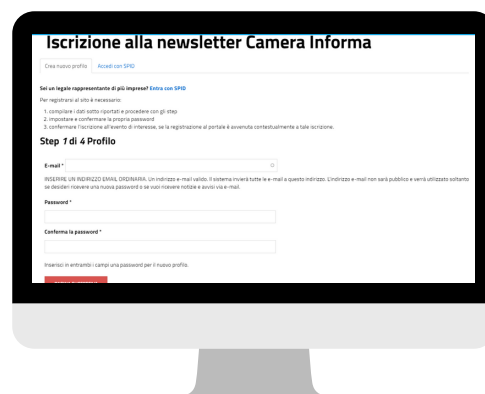 Iscrizione alla newsletter Camera Informa
Crea nuovo profilo Accedi con SPID
Sei un legale rappresentante di più imprese? Entra con SPID
Per registrarsi al sito è necessario:
1. compilare i dati sotto riportati e procedere con gli step
2. impostare e confermare la propria password
3. confermare l'iscrizione all'evento di interesse, se la registrazione al portale è avvenuta contestualmente a tale iscrizione.
Step 1 di 4 Profilo
E-mail *
INSERIRE UN INDIRIZZO EMAIL ORDINARIA. Un indirizzo e-mail valido. Il sistema invierà tutte le e-mail a questo indirizzo. L'indirizzo e-mail non sarà pubblico e verrà utilizzato soltanto
se desideri ricevere una nuova password o se vuoi ricevere notizie e avvisi via e-mail.
Password *
Conferma la password *
Inserisci in entrambi i campi una password per il nuovo profilo.